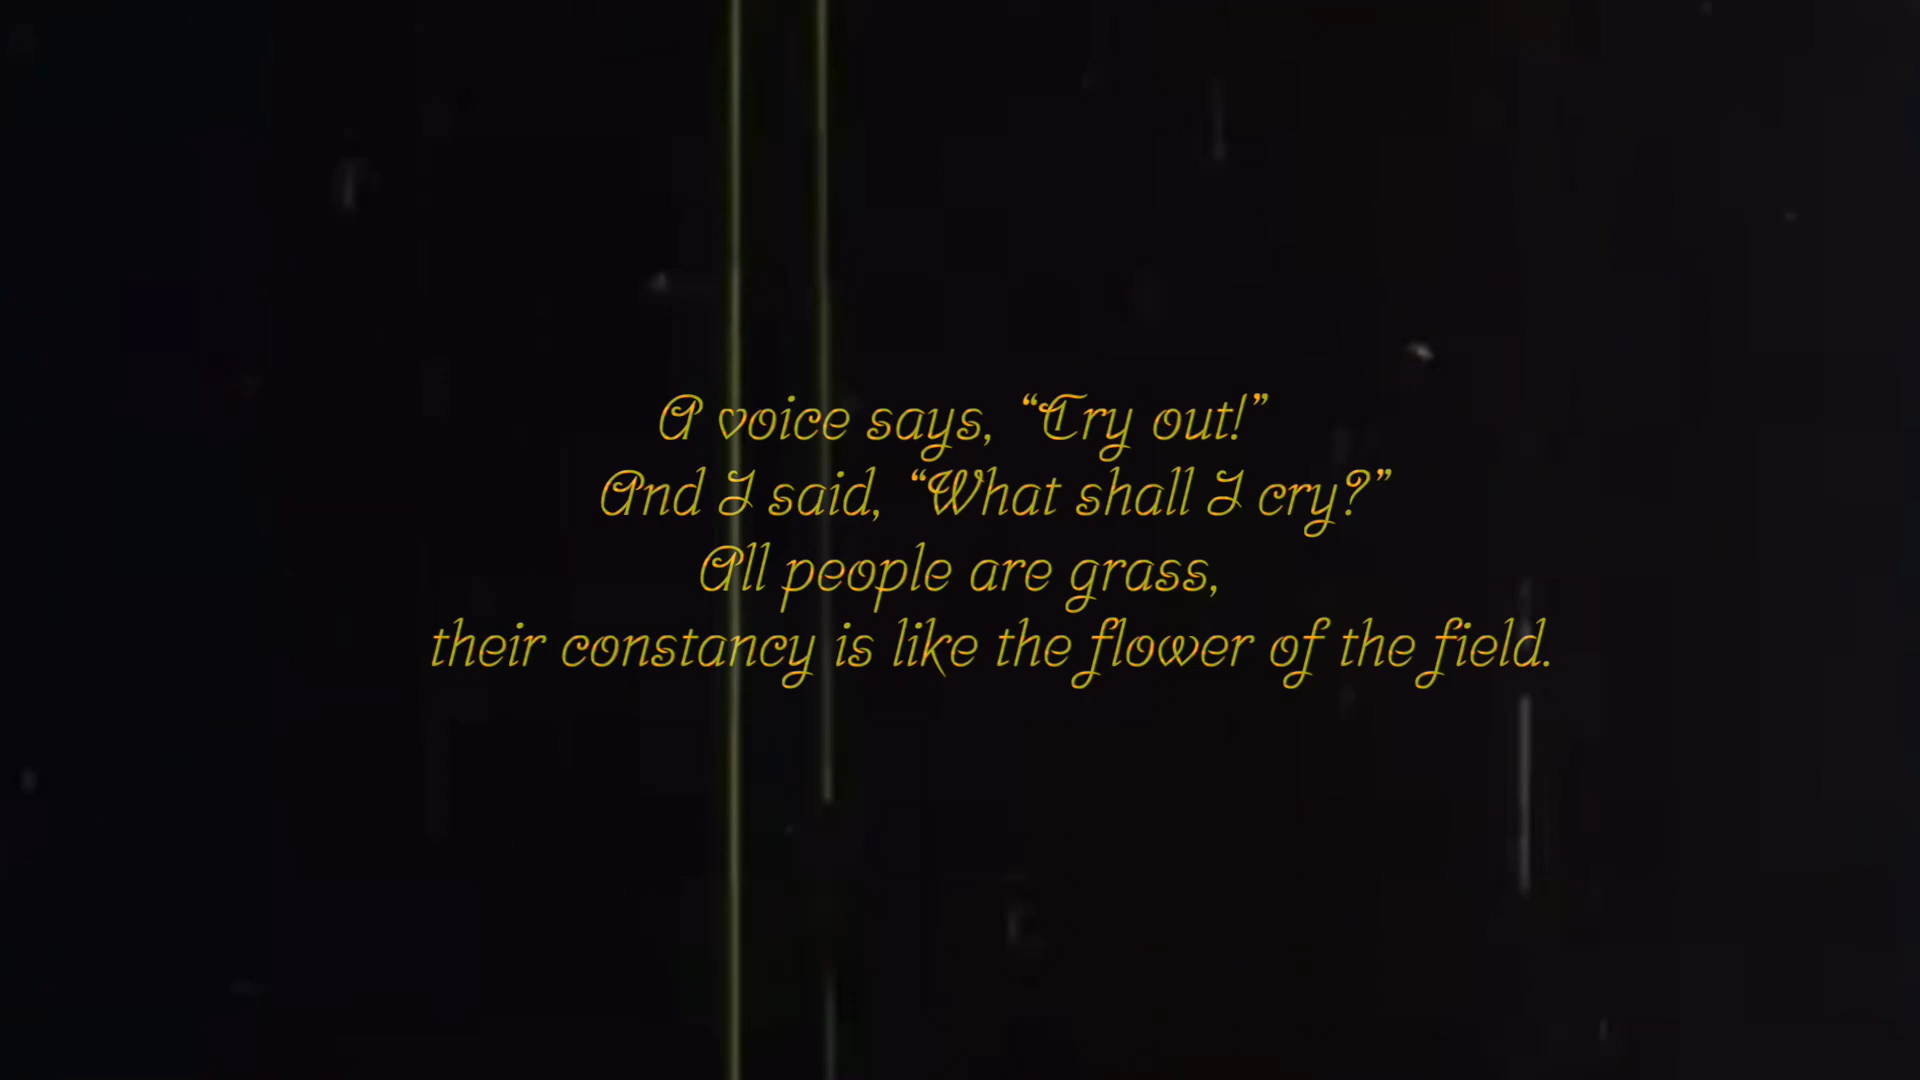 A voice says, “Cry out!”
And I said, “What shall I cry?”
All people are grass,
their constancy is like the flower of the field.